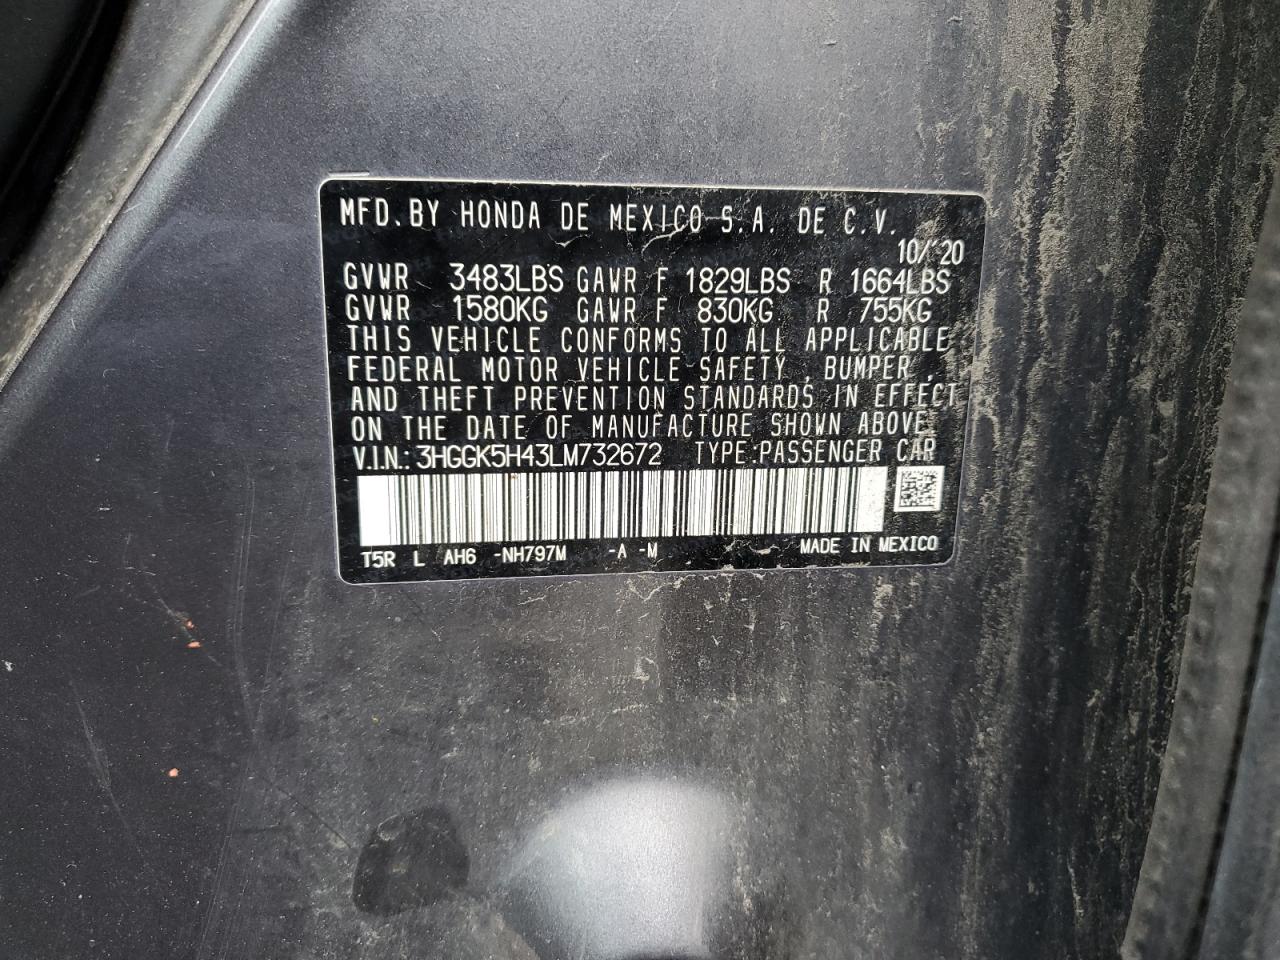 MFD.BY HONDA DE MEXICO S.A. DE C.V.
10/'20
GVWR 3483LBS GAWR F 1829LBS R 1664LBS
GVWR 1580KG GAWR F 830KG R 755KG
THIS VEHICLE CONFORMS TO ALL APPLICABLE
FEDERAL MOTOR VEHICLE SAFETY , BUMPER ,
AND THEFT PREVENTION STANDARDS IN EFFECT
ON THE DATE OF MANUFACTURE SHOWN ABOVE.
V.I.N.: 3HGGK5H43LM732672 TYPE:PASSENGER CAR
T5R L AH6 -NH797M -A -M MADE IN MEXICO